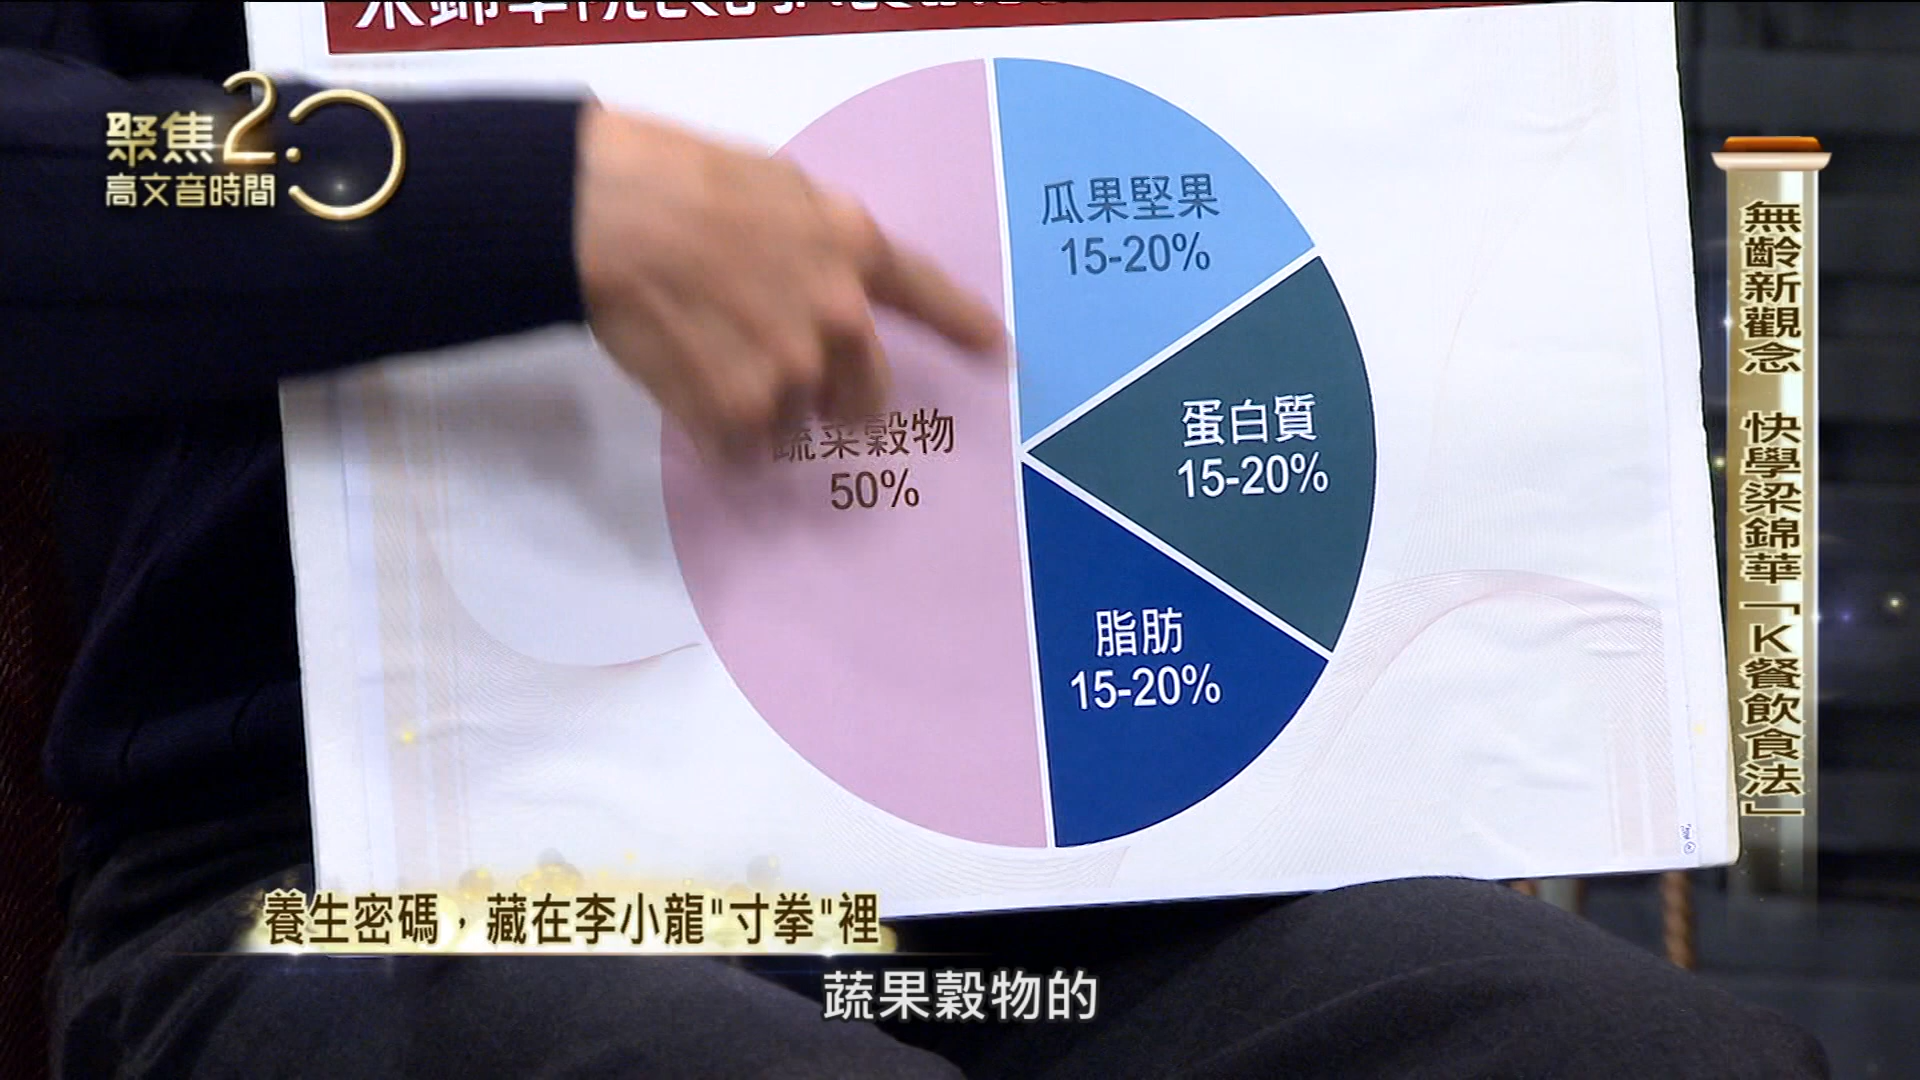 聚焦2.0
高文音時間
瓜果堅果
15-20%
蛋白質
15-20%
蔬菜穀物
50%
脂肪
15-20%
無齡新觀念 快學梁錦華「K餐飲食法」
養生密碼，藏在李小龍"寸拳"裡
蔬果穀物的